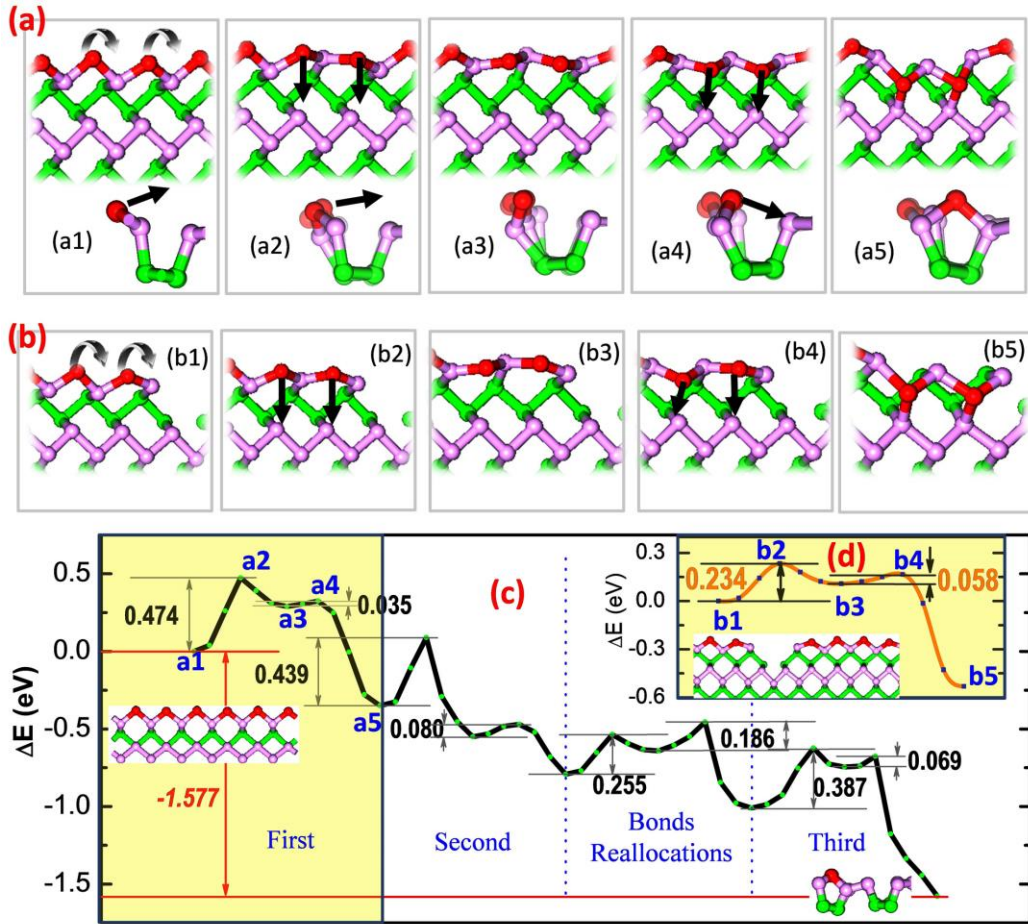 (a)
(a1)
(a2)
(a3)
(a4)
(a5)
(b)
(b1)
(b2)
(b3)
(b4)
(b5)
(c)
ΔE (eV)
0.5
0.0
-0.5
-1.0
-1.5
0.474
a1
a2
a3
a4
0.035
a5
0.439
0.080
0.255
0.186
0.387
0.069
-1.577
First
Second
Bonds
Reallocations
Third
(d)
ΔE (eV)
0.3
0.0
-0.3
-0.6
0.234
b1
b2
b3
b4
0.058
b5